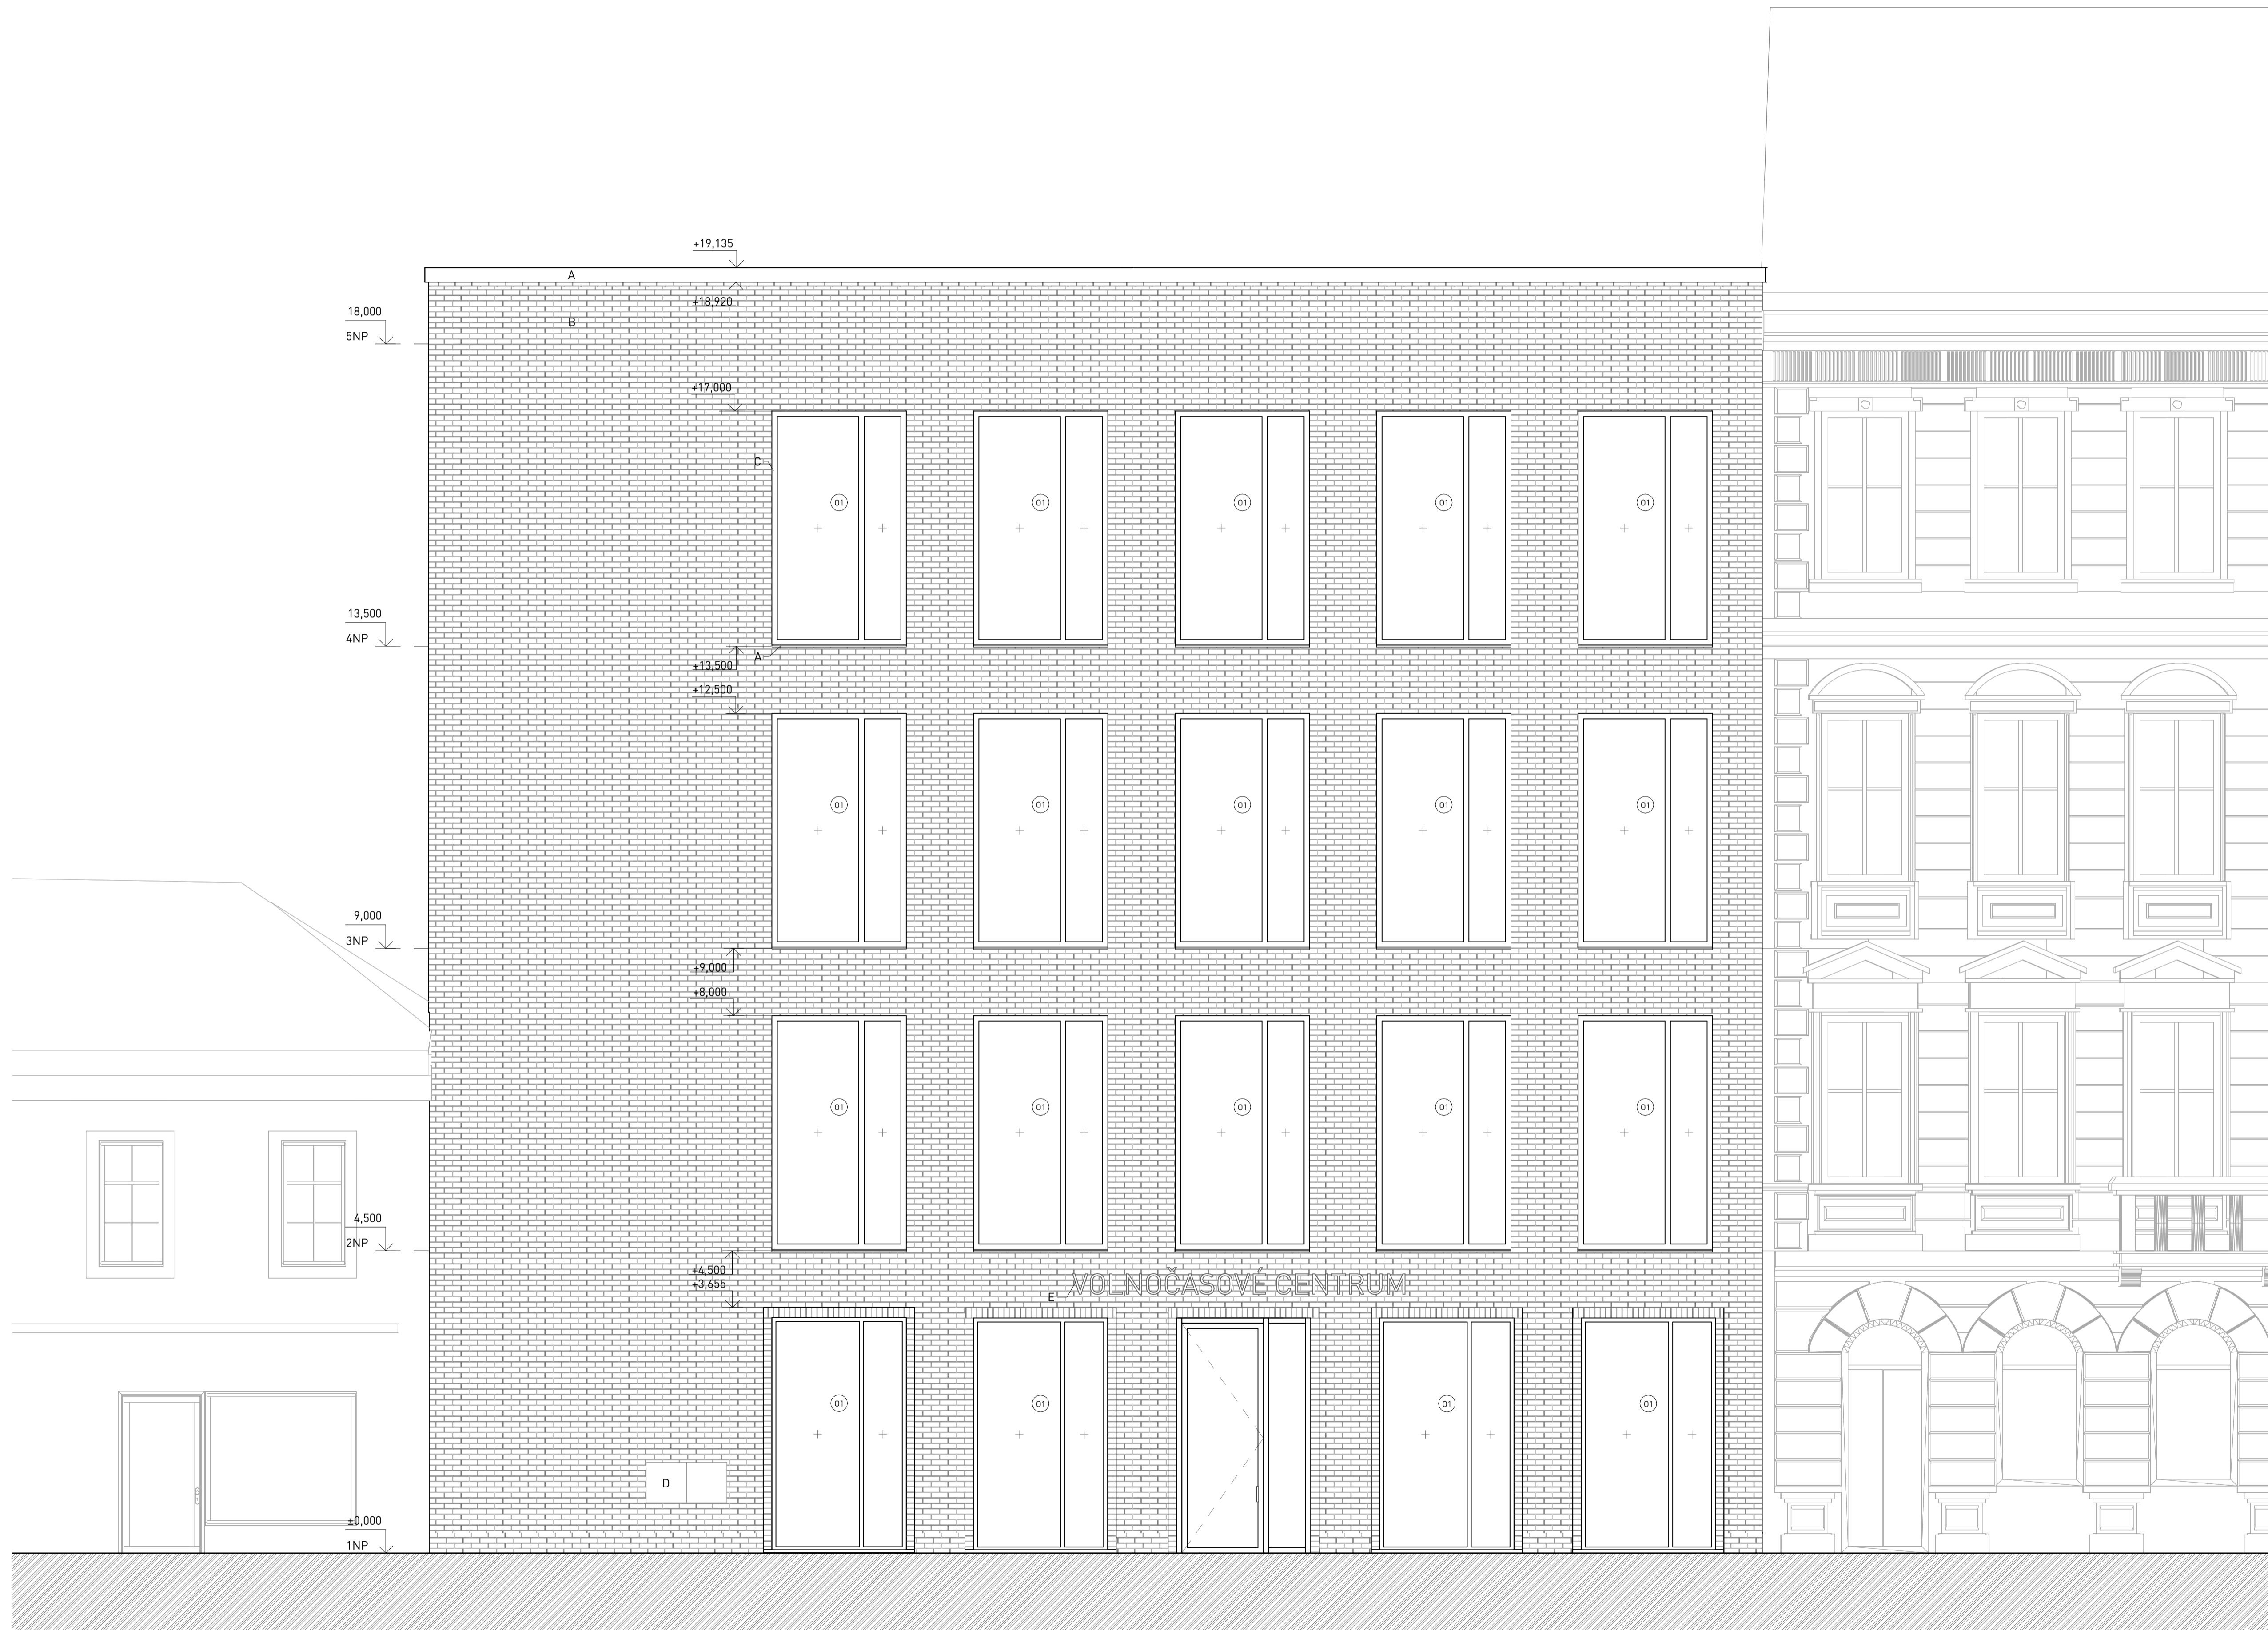 +19,135
A
+18,920
18,000
B
5NP
+17,000
C
01 01 01 01 01
13,500
4NP
A
+13,500
+12,500
01 01 01 01 01
9,000
3NP
+9,000
+8,000
01 01 01 01 01
4,500
2NP
+4,500
+3,655
VOLNOČASOVÉ CENTRUM
E
01 01 01 01
D
±0,000
1NP